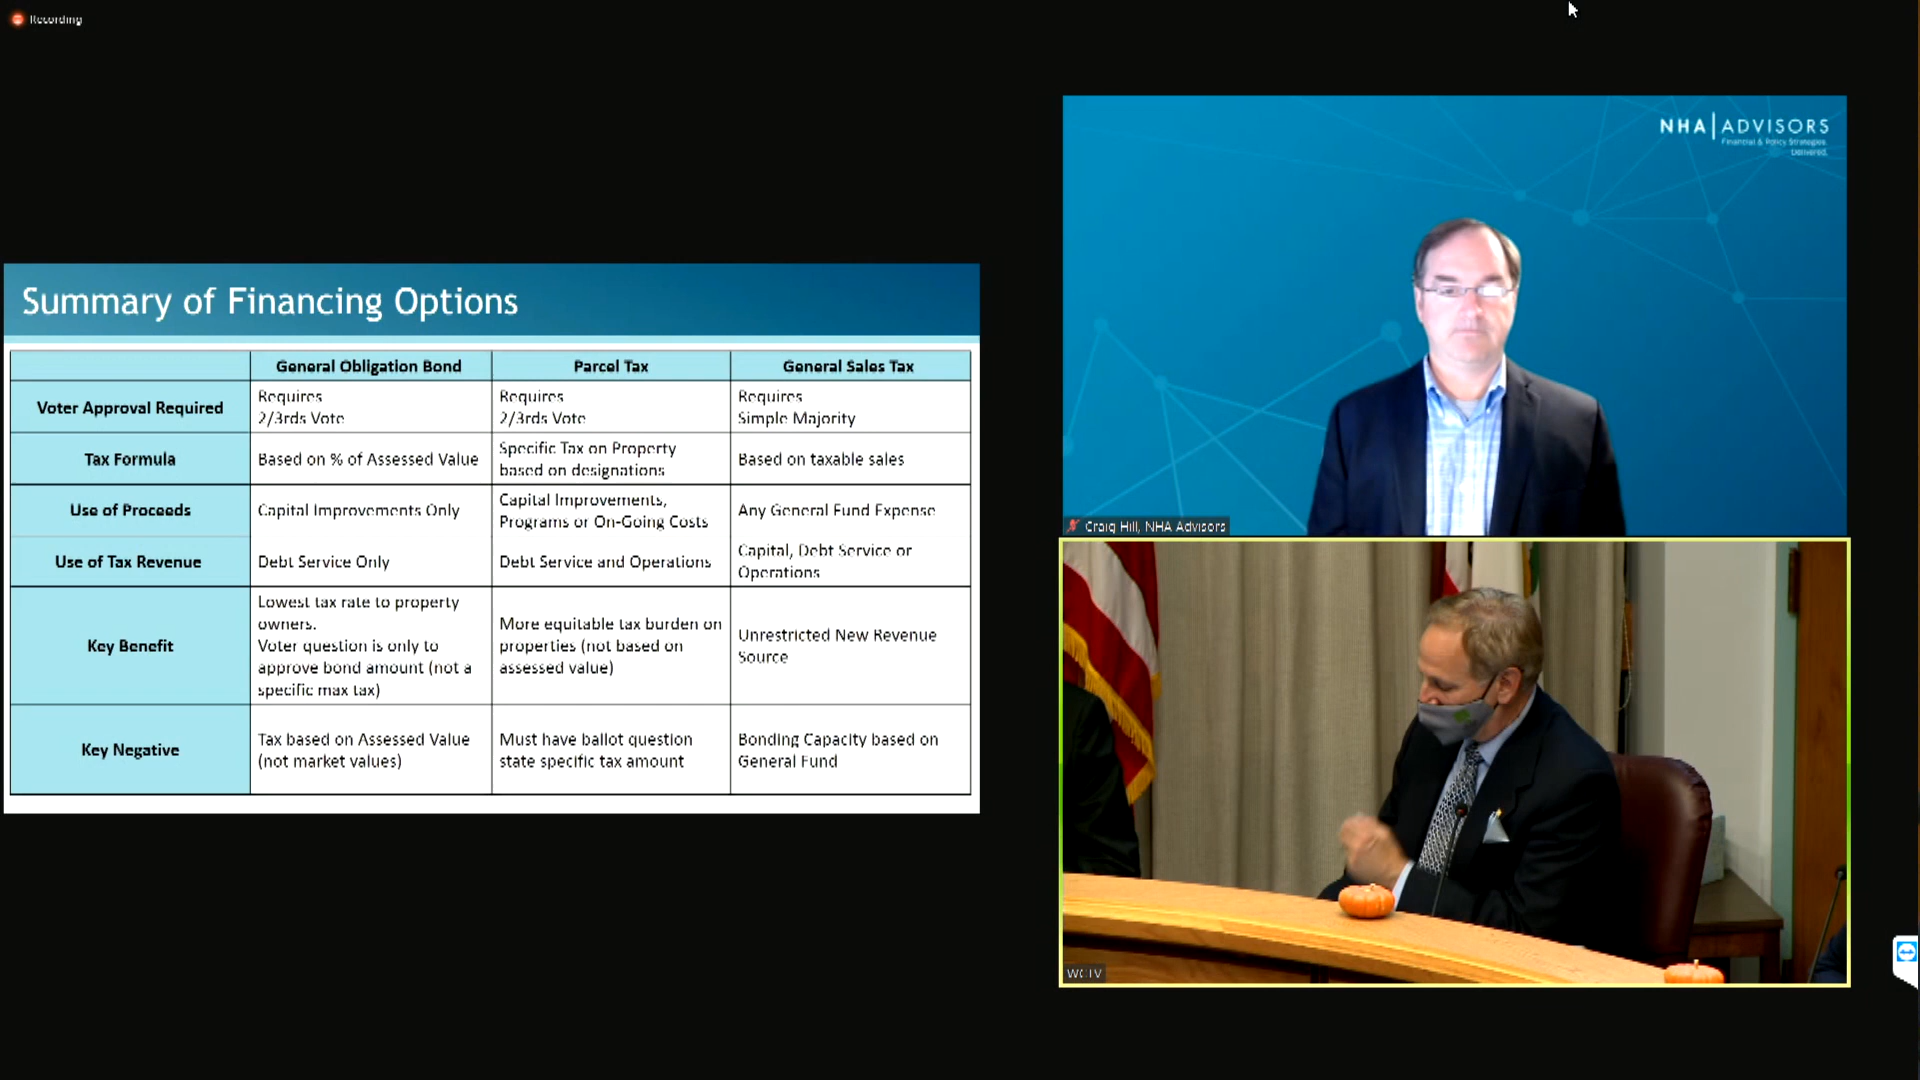 Recording
Summary of Financing Options
General Obligation Bond
Parcel Tax
General Sales Tax
Voter Approval Required
Requires
2/3rds Vote
Requires
2/3rds Vote
Requires
Simple Majority
Tax Formula
Based on % of Assessed Value
Specific Tax on Property
based on designations
Based on taxable sales
Use of Proceeds
Capital Improvements Only
Capital Improvements,
Programs or On-Going Costs
Any General Fund Expense
Use of Tax Revenue
Debt Service Only
Debt Service and Operations
Capital, Debt Service or
Operations
Key Benefit
Lowest tax rate to property
owners.
Voter question is only to
approve bond amount (not a
specific max tax)
More equitable tax burden on
properties (not based on
assessed value)
Unrestricted New Revenue
Source
Key Negative
Tax based on Assessed Value
(not market values)
Must have ballot question
state specific tax amount
Bonding Capacity based on
General Fund
NHA|ADVISORS
Financial & Policy Strategies.
Delivered.
Craig Hill, NHA Advisors
WCTV